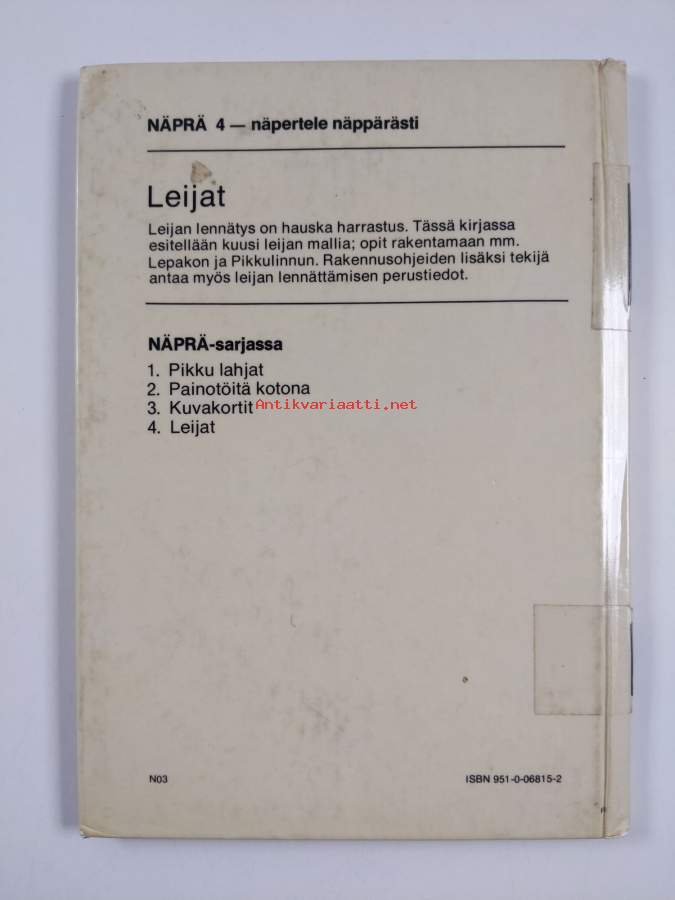 NÄPRÄ 4 — näpertele näppärästi
Leijat
Leijan lennätys on hauska harrastus. Tässä kirjassa
esitellään kuusi leijan mallia; opit rakentamaan mm.
Lepakon ja Pikkulinnun. Rakennusohjeiden lisäksi tekijä
antaa myös leijan lennättämisen perustiedot.
NÄPRÄ-sarjassa
1. Pikku lahjat
2. Painotöitä kotona
3. Kuvakortit
Antikvariaatti.net
4. Leijat
N03
ISBN 951-0-06815-2